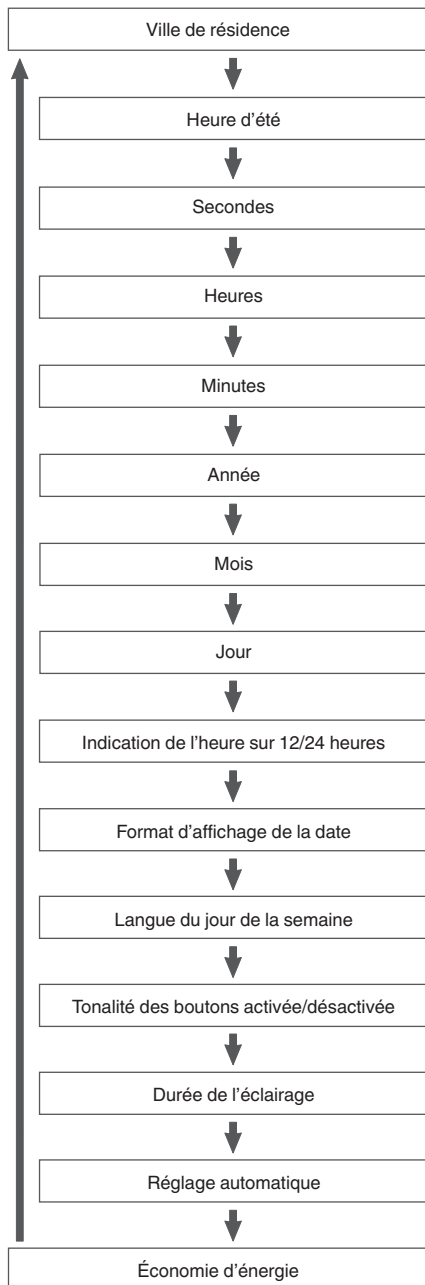 Ville de résidence
Heure d’été
Secondes
Heures
Minutes
Année
Mois
Jour
Indication de l’heure sur 12/24 heures
Format d’affichage de la date
Langue du jour de la semaine
Tonalité des boutons activée/désactivée
Durée de l’éclairage
Réglage automatique
Économie d’énergie